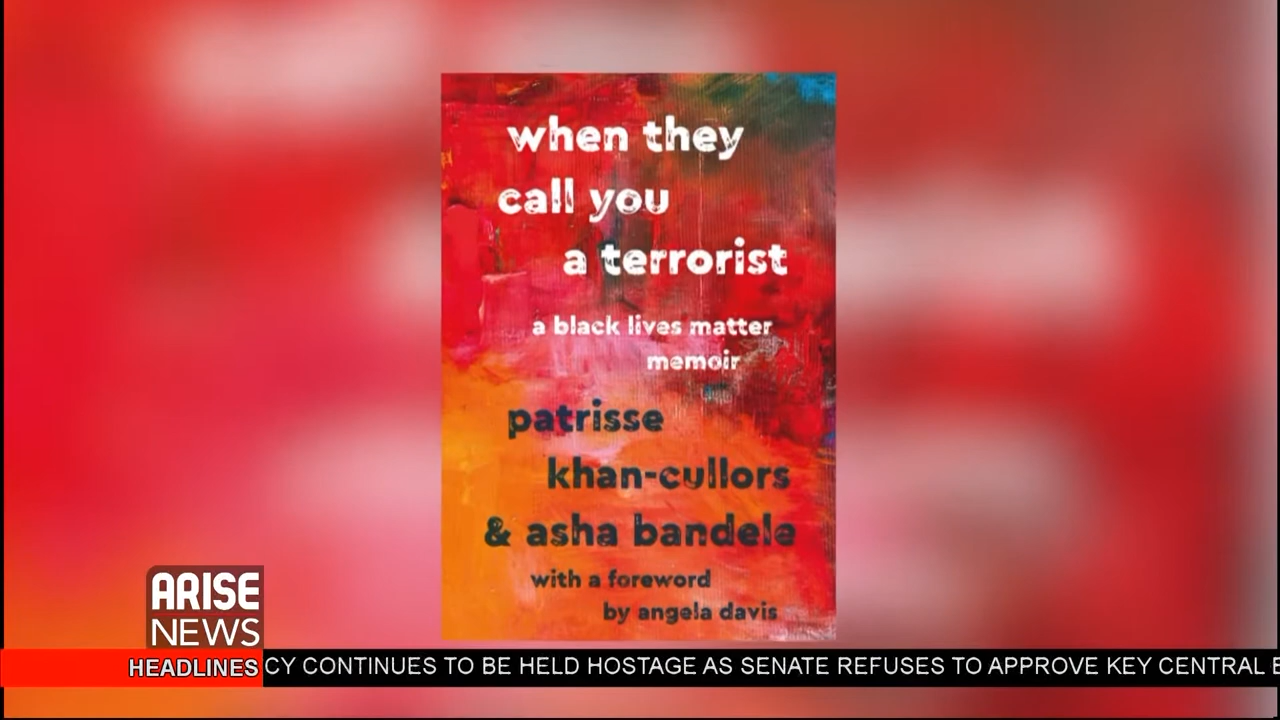 when they
call you
a terrorist
a black lives matter
memoir
patrisse
khan-cullors
& asha bandele
with a foreword
by angela davis
ARISE
NEWS
HEADLINES CY CONTINUES TO BE HELD HOSTAGE AS SENATE REFUSES TO APPROVE KEY CENTRAL